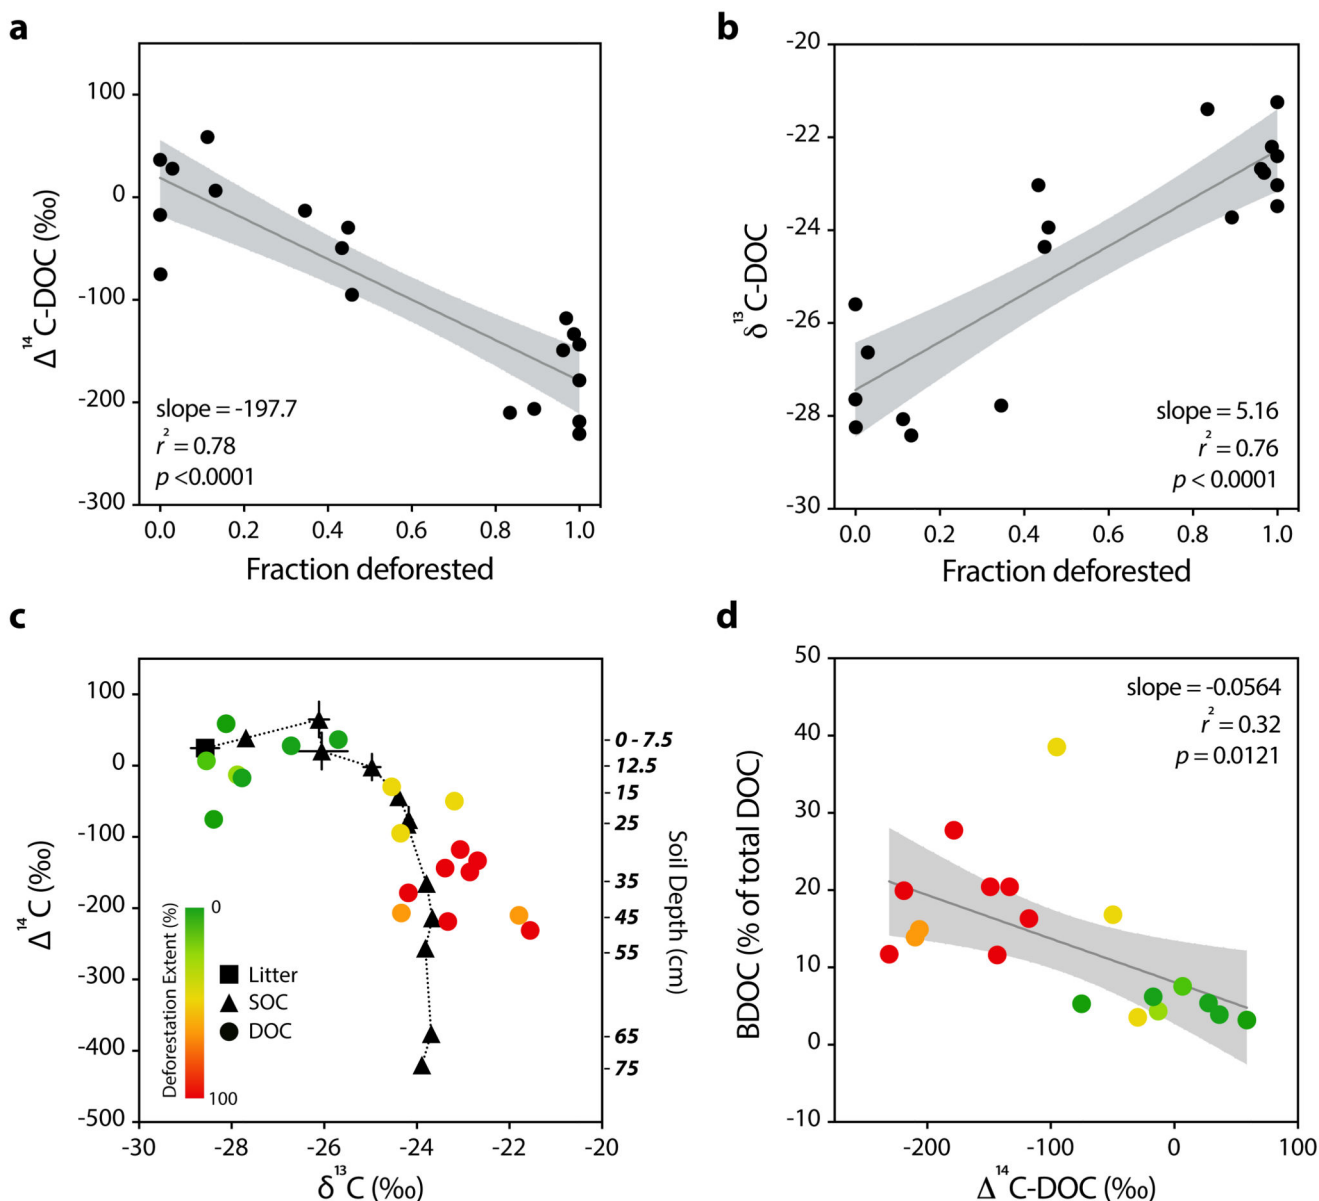 a
100
0
-100
-200
-300
Δ¹⁴C-DOC (‰)
slope = -197.7
r² = 0.78
p <0.0001
0.0 0.2 0.4 0.6 0.8 1.0
Fraction deforested
b
-20
-22
-24
-26
-28
-30
δ¹³C-DOC
slope = 5.16
r² = 0.76
p < 0.0001
0.0 0.2 0.4 0.6 0.8 1.0
Fraction deforested
c
100
0
-100
-200
-300
-400
-500
Δ¹⁴C (‰)
Deforestation Extent (%)
0
100
Litter
SOC
DOC
0 - 7.5
12.5
15
25
35
45
55
65
75
Soil Depth (cm)
-30 -28 -26 -24 -22 -20
δ¹³C (‰)
d
50
40
30
20
10
0
-10
BDOC (% of total DOC)
slope = -0.0564
r² = 0.32
p = 0.0121
-200 -100 0 100
Δ¹⁴C-DOC (‰)